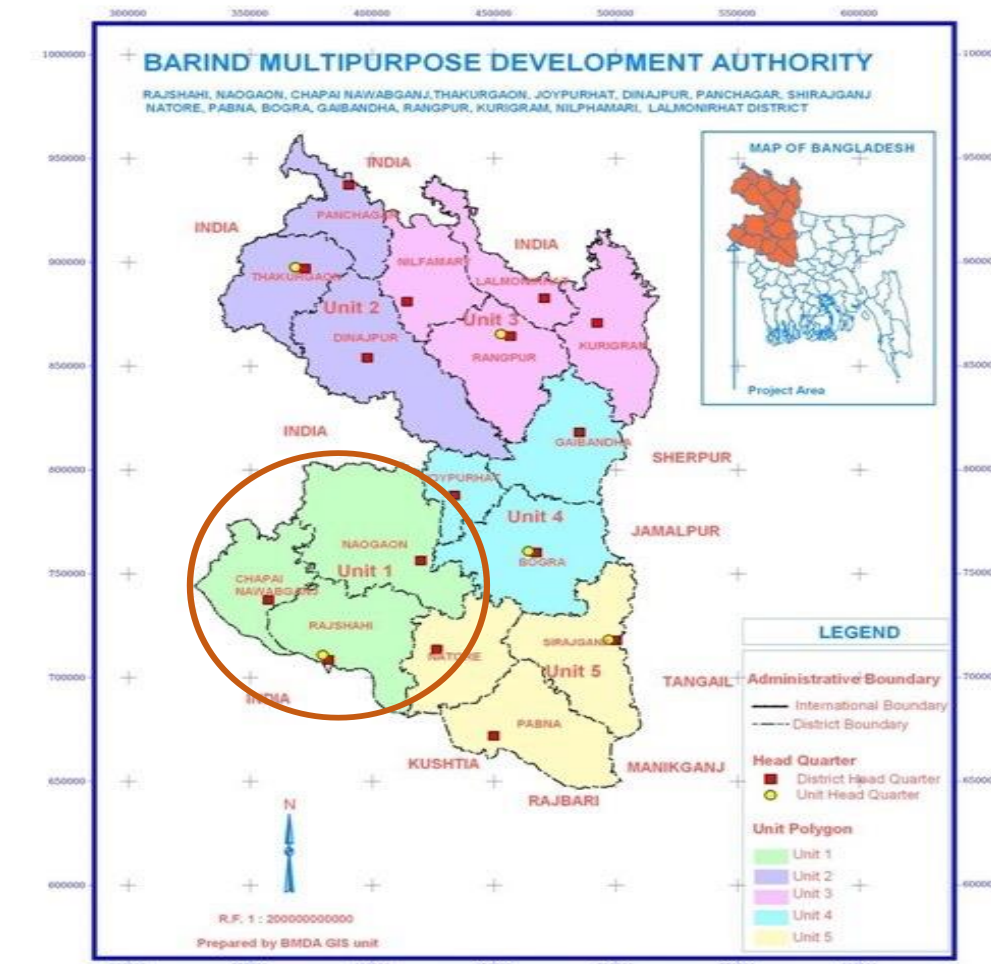 300000 350000 400000 450000 500000 550000 600000
1000000
BARIND MULTIPURPOSE DEVELOPMENT AUTHORITY
RAJSHAHI, NAOGAON, CHAPAI NAWABGANJ,THAKURGAON, JOYPURHAT, DINAJPUR, PANCHAGAR, SHIRAJGANJ
NATORE, PABNA, BOGRA, GAIBANDHA, RANGPUR, KURIGRAM, NILPHAMARI, LALMONIRHAT DISTRICT
MAP OF BANGLADESH
950000
INDIA
PANCHAGAR
INDIA
INDIA
900000
NILFAMARY
THAKURGAON
LALMONIRHAT
Unit 2
Unit 3
DINAJPUR
KURIGRAM
RANGPUR
850000
Project Area
INDIA
GAIBANDHA
SHERPUR
800000
JOYPURHAT
Unit 4
JAMALPUR
NAOGAON
BOGRA
Unit 1
750000
CHAPAI
NAWABGANJ
RAJSHAHI
LEGEND
SIRAJGANJ
NATORE
Unit 5
700000
TANGAIL
Administrative Boundary
INDIA
International Boundary
PABNA
District Boundary
KUSHTIA
MANIKGANJ
Head Quarter
650000
District Head Quarter
RAJBARI
Unit Head Quarter
N
Unit Polygon
Unit 1
Unit 2
600000
Unit 3
R.F. 1 : 200000000000
Unit 4
Prepared by BMDA GIS unit
Unit 5